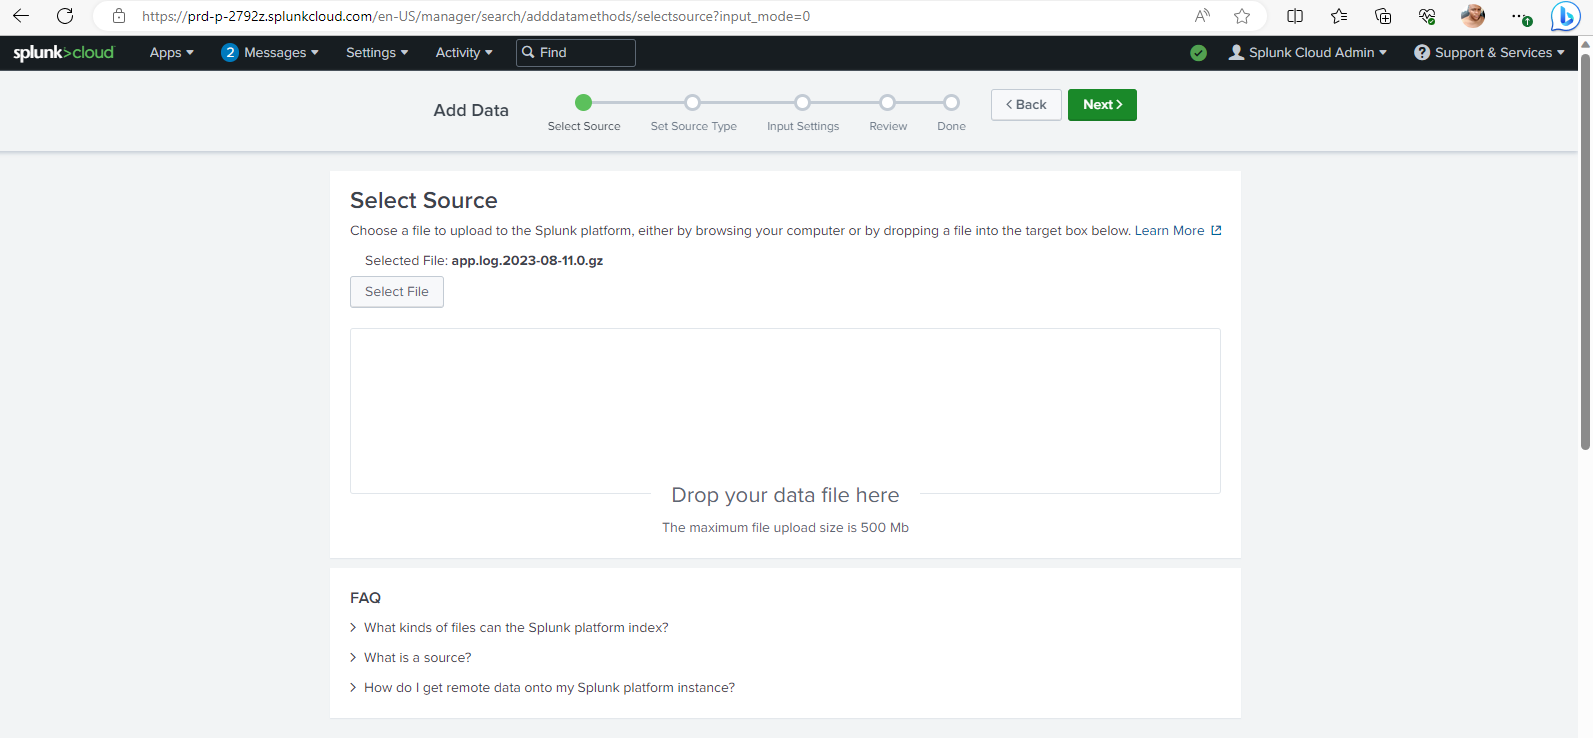 https://prd-p-2792z.splunkcloud.com/en-US/manager/search/adddatamethods/selectsource?input_mode=0
splunk>cloud Apps 2 Messages Settings Activity Find Splunk Cloud Admin ? Support & Services
Add Data < Back Next >
Select Source Set Source Type Input Settings Review Done
Select Source
Choose a file to upload to the Splunk platform, either by browsing your computer or by dropping a file into the target box below. Learn More
Selected File: app.log.2023-08-11.0.gz
Select File
Drop your data file here
The maximum file upload size is 500 Mb
FAQ
> What kinds of files can the Splunk platform index?
> What is a source?
> How do I get remote data onto my Splunk platform instance?